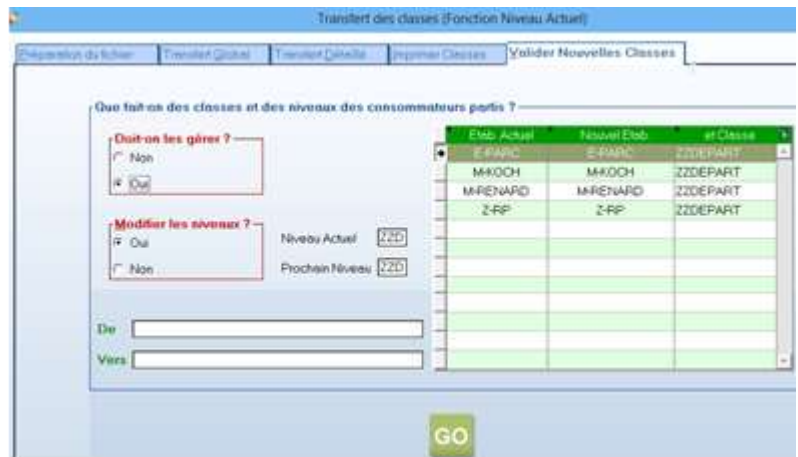 Transfert des classes (Fonction Niveau Actuel)
Préparation du fichier
Transfert Global
Transfert Détaillé
Imprimer Classes
Valider Nouvelles Classes
Que fait-on des classes et des niveaux des consommateurs partis ?
Doit-on les gérer ?
Non
Oui
Modifier les niveaux ?
Oui
Non
Niveau Actuel ZZD
Prochain Niveau ZZD
De
Vers
Etab. Actuel Nouvel Etab. et Classe
E-PARC E-PARC ZZDEPART
M-KOCH M-KOCH ZZDEPART
M-RENARD M-RENARD ZZDEPART
Z-RP Z-RP ZZDEPART
GO